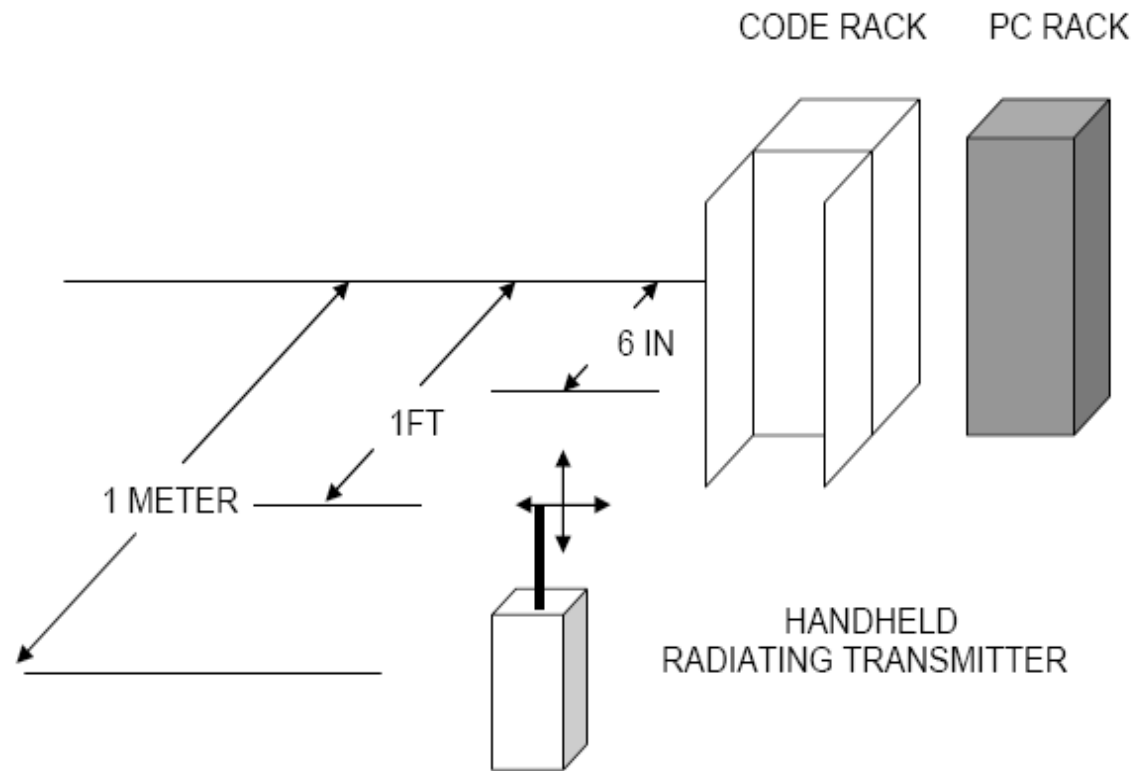 CODE RACK
PC RACK
6 IN
1FT
1 METER
HANDHELD
RADIATING TRANSMITTER